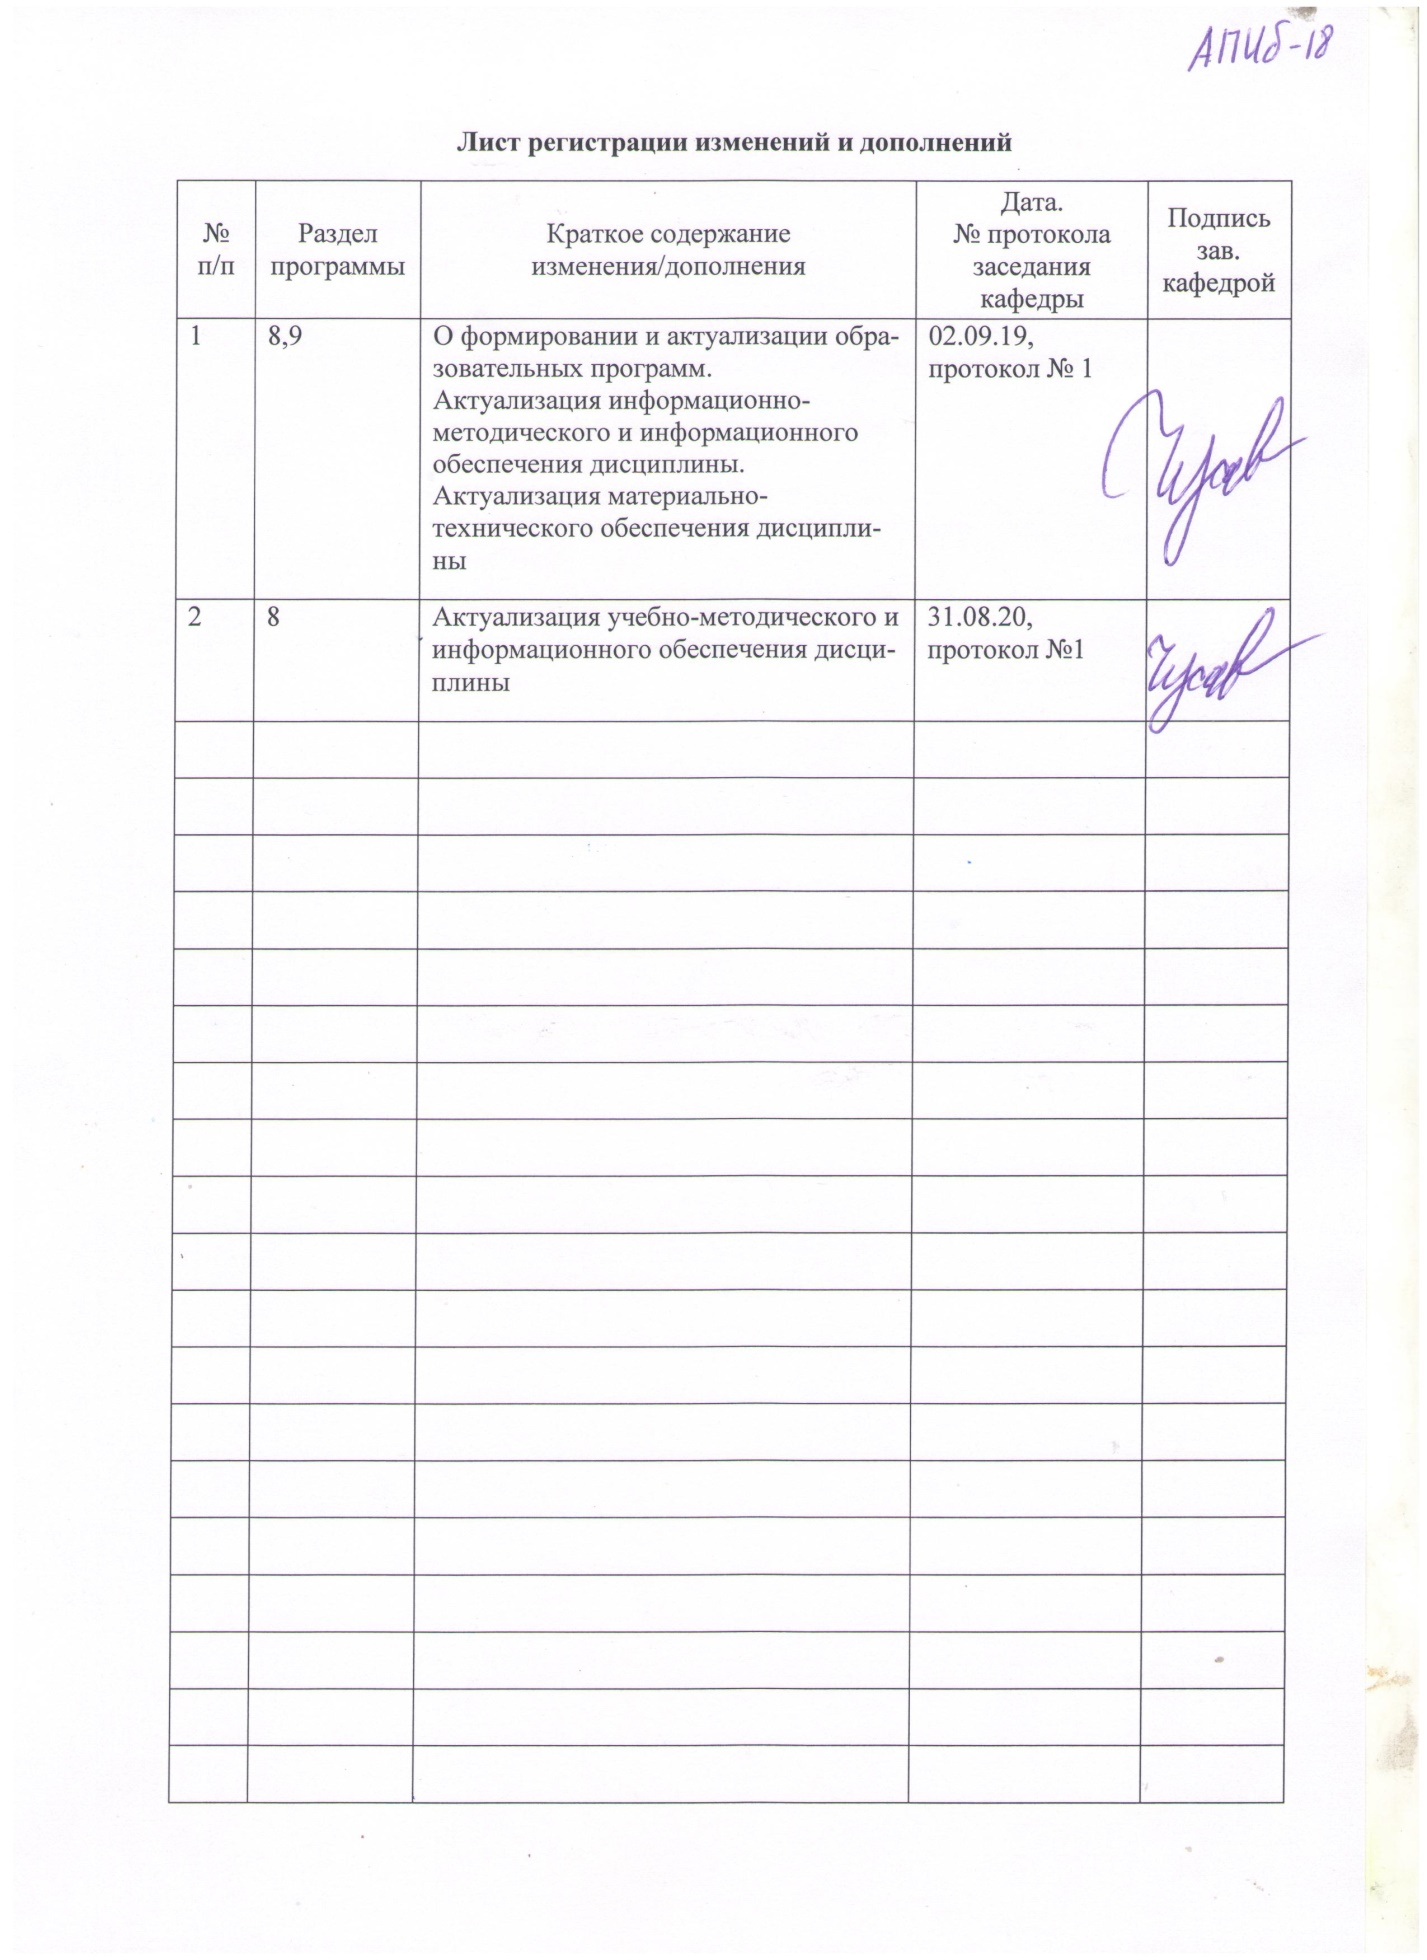 АПИб-18
Лист регистрации изменений и дополнений
№
п/п
Раздел
программы
Краткое содержание
изменения/дополнения
Дата.
№ протокола
заседания
кафедры
Подпись
зав.
кафедрой
1
8,9
О формировании и актуализации обра-
зовательных программ.
Актуализация информационно-
методического и информационного
обеспечения дисциплины.
Актуализация материально-
технического обеспечения дисципли-
ны
02.09.19,
протокол № 1
2
8
Актуализация учебно-методического и
информационного обеспечения дисци-
плины
31.08.20,
протокол №1